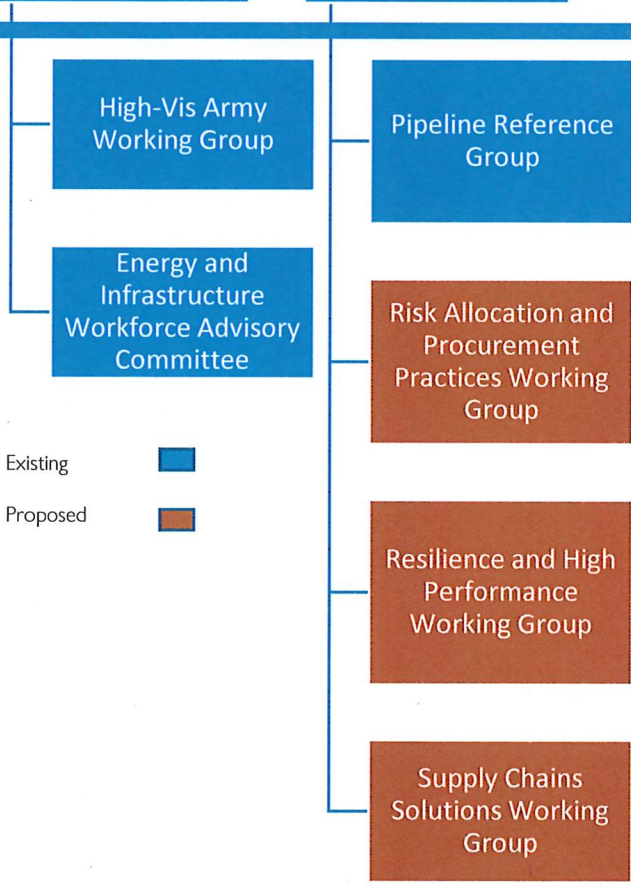 High-Vis Army
Working Group
Energy and
Infrastructure
Workforce Advisory
Committee
Existing
Proposed
Pipeline Reference
Group
Risk Allocation and
Procurement
Practices Working
Group
Resilience and High
Performance
Working Group
Supply Chains
Solutions Working
Group